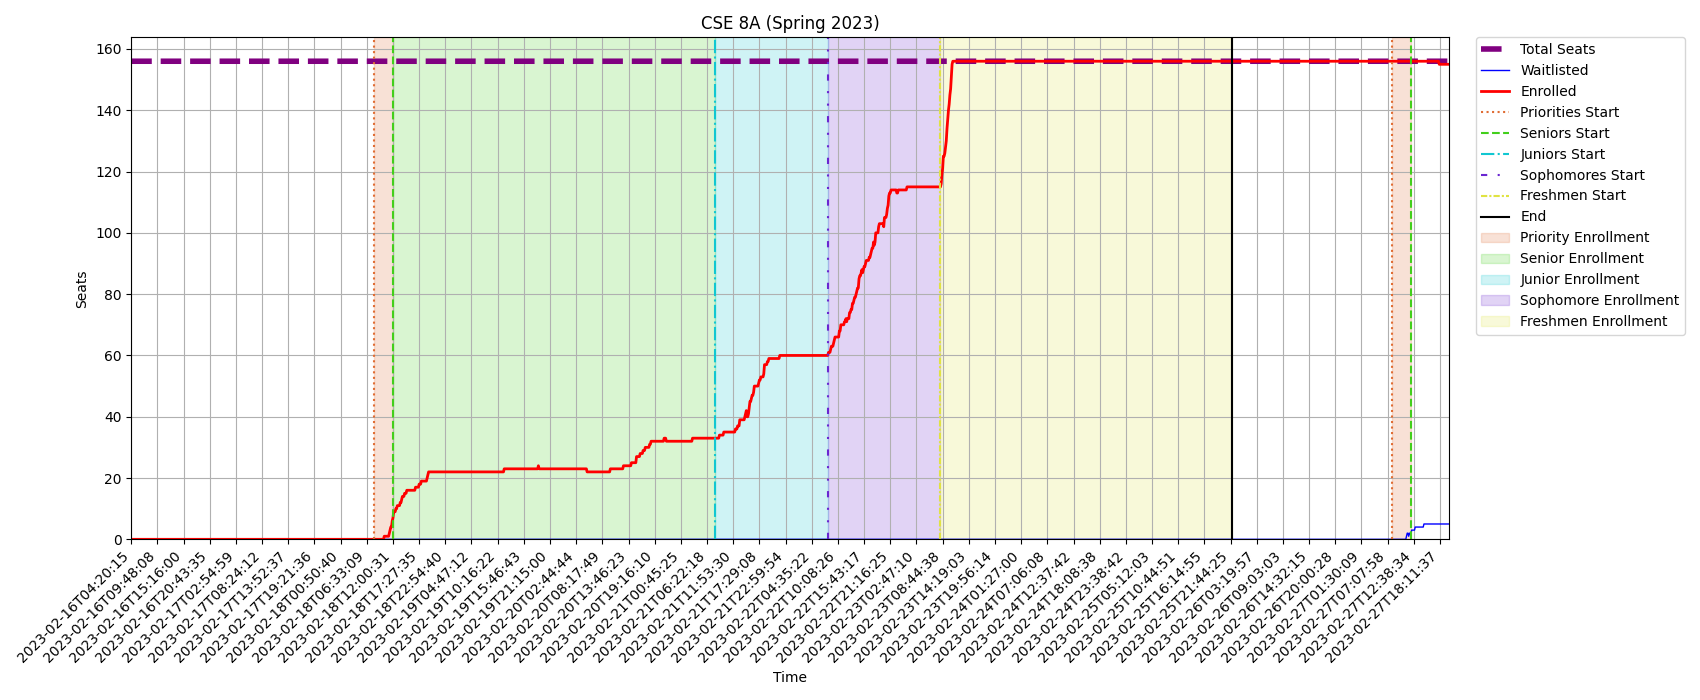 CSE 8A (Spring 2023)
Seats
160
140
120
100
80
60
40
20
0
2023-02-16T04:20:15
2023-02-16T09:48:08
2023-02-16T15:16:00
2023-02-16T20:43:35
2023-02-17T02:54:59
2023-02-17T08:24:12
2023-02-17T13:52:37
2023-02-17T19:21:36
2023-02-18T00:50:40
2023-02-18T06:33:09
2023-02-18T12:00:31
2023-02-18T17:27:35
2023-02-18T22:54:40
2023-02-19T04:47:12
2023-02-19T10:16:22
2023-02-19T15:46:43
2023-02-19T21:15:00
2023-02-20T02:44:44
2023-02-20T08:17:49
2023-02-20T13:46:23
2023-02-20T19:16:10
2023-02-21T00:45:25
2023-02-21T06:22:18
2023-02-21T11:53:30
2023-02-21T17:29:08
2023-02-21T22:59:54
2023-02-22T04:35:22
2023-02-22T10:08:26
2023-02-22T15:43:17
2023-02-22T21:16:25
2023-02-23T02:47:10
2023-02-23T08:44:38
2023-02-23T14:19:03
2023-02-23T19:56:14
2023-02-24T01:27:00
2023-02-24T07:06:08
2023-02-24T12:37:42
2023-02-24T18:08:38
2023-02-24T23:38:42
2023-02-25T05:12:03
2023-02-25T10:44:51
2023-02-25T16:14:55
2023-02-25T21:44:25
2023-02-26T03:19:57
2023-02-26T09:03:03
2023-02-26T14:32:15
2023-02-26T20:00:28
2023-02-27T01:30:09
2023-02-27T07:07:58
2023-02-27T12:38:34
2023-02-27T18:11:37
Time
Total Seats
Waitlisted
Enrolled
Priorities Start
Seniors Start
Juniors Start
Sophomores Start
Freshmen Start
End
Priority Enrollment
Senior Enrollment
Junior Enrollment
Sophomore Enrollment
Freshmen Enrollment